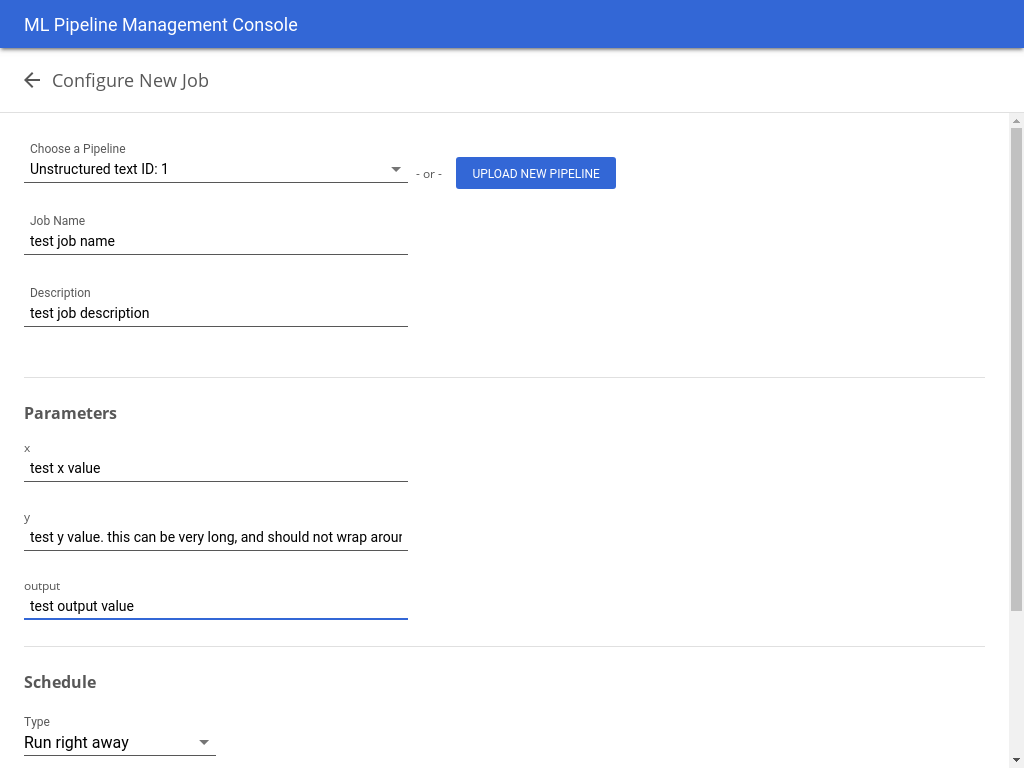 ML Pipeline Management Console
Configure New Job
Choose a Pipeline
Unstructured text ID: 1
- or -
UPLOAD NEW PIPELINE
Job Name
test job name
Description
test job description
Parameters
x
test x value
y
test y value. this can be very long, and should not wrap
output
test output value
Schedule
Type
Run right away